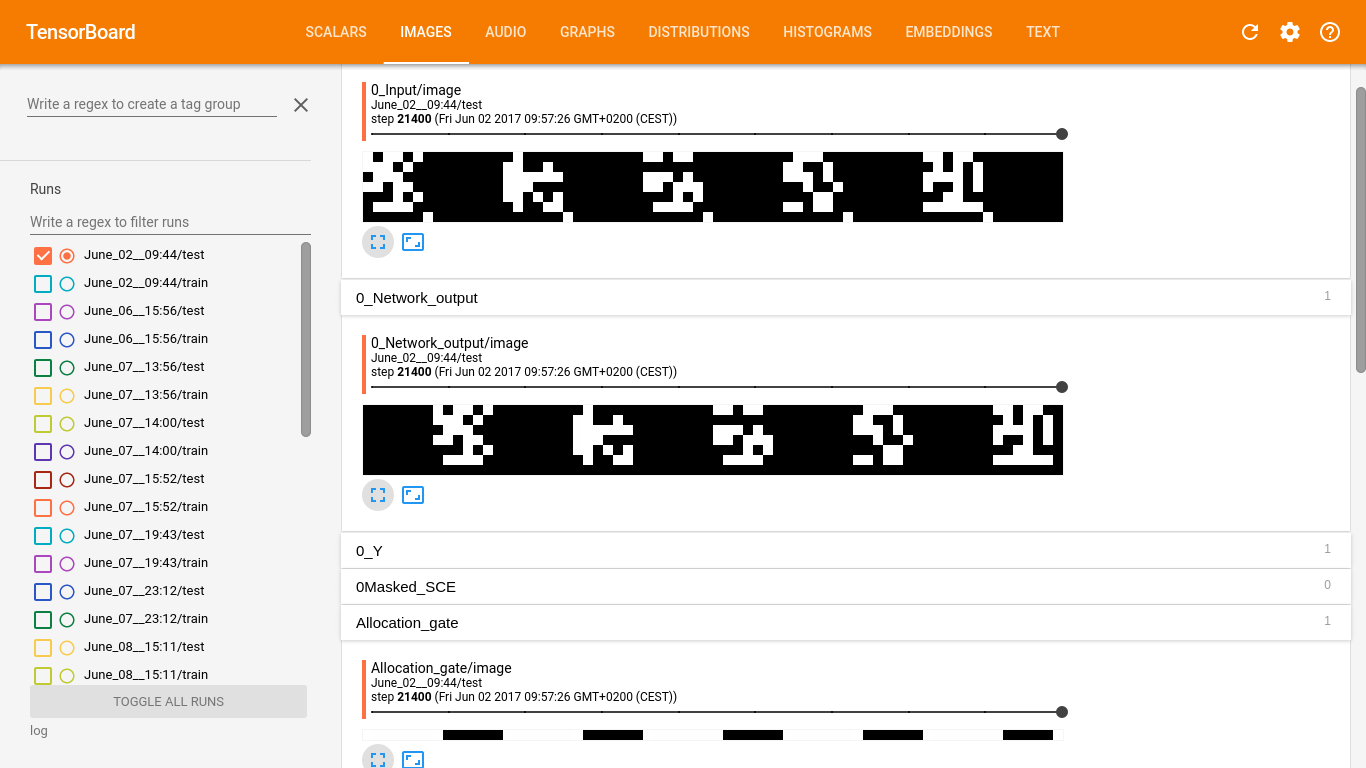 TensorBoard
SCALARS
IMAGES
AUDIO
GRAPHS
DISTRIBUTIONS
HISTOGRAMS
EMBEDDINGS
TEXT
Write a regex to create a tag group
Runs
Write a regex to filter runs
June_02__09:44/test
June_02__09:44/train
June_06__15:56/test
June_06__15:56/train
June_07__13:56/test
June_07__13:56/train
June_07__14:00/test
June_07__14:00/train
June_07__15:52/test
June_07__15:52/train
June_07__19:43/test
June_07__19:43/train
June_07__23:12/test
June_07__23:12/train
June_08__15:11/test
June_08__15:11/train
TOGGLE ALL RUNS
log
0_Input/image
June_02__09:44/test
step 21400 (Fri Jun 02 2017 09:57:26 GMT+0200 (CEST))
0_Network_output 1
0_Network_output/image
June_02__09:44/test
step 21400 (Fri Jun 02 2017 09:57:26 GMT+0200 (CEST))
0_Y 1
0Masked_SCE 0
Allocation_gate 1
Allocation_gate/image
June_02__09:44/test
step 21400 (Fri Jun 02 2017 09:57:26 GMT+0200 (CEST))